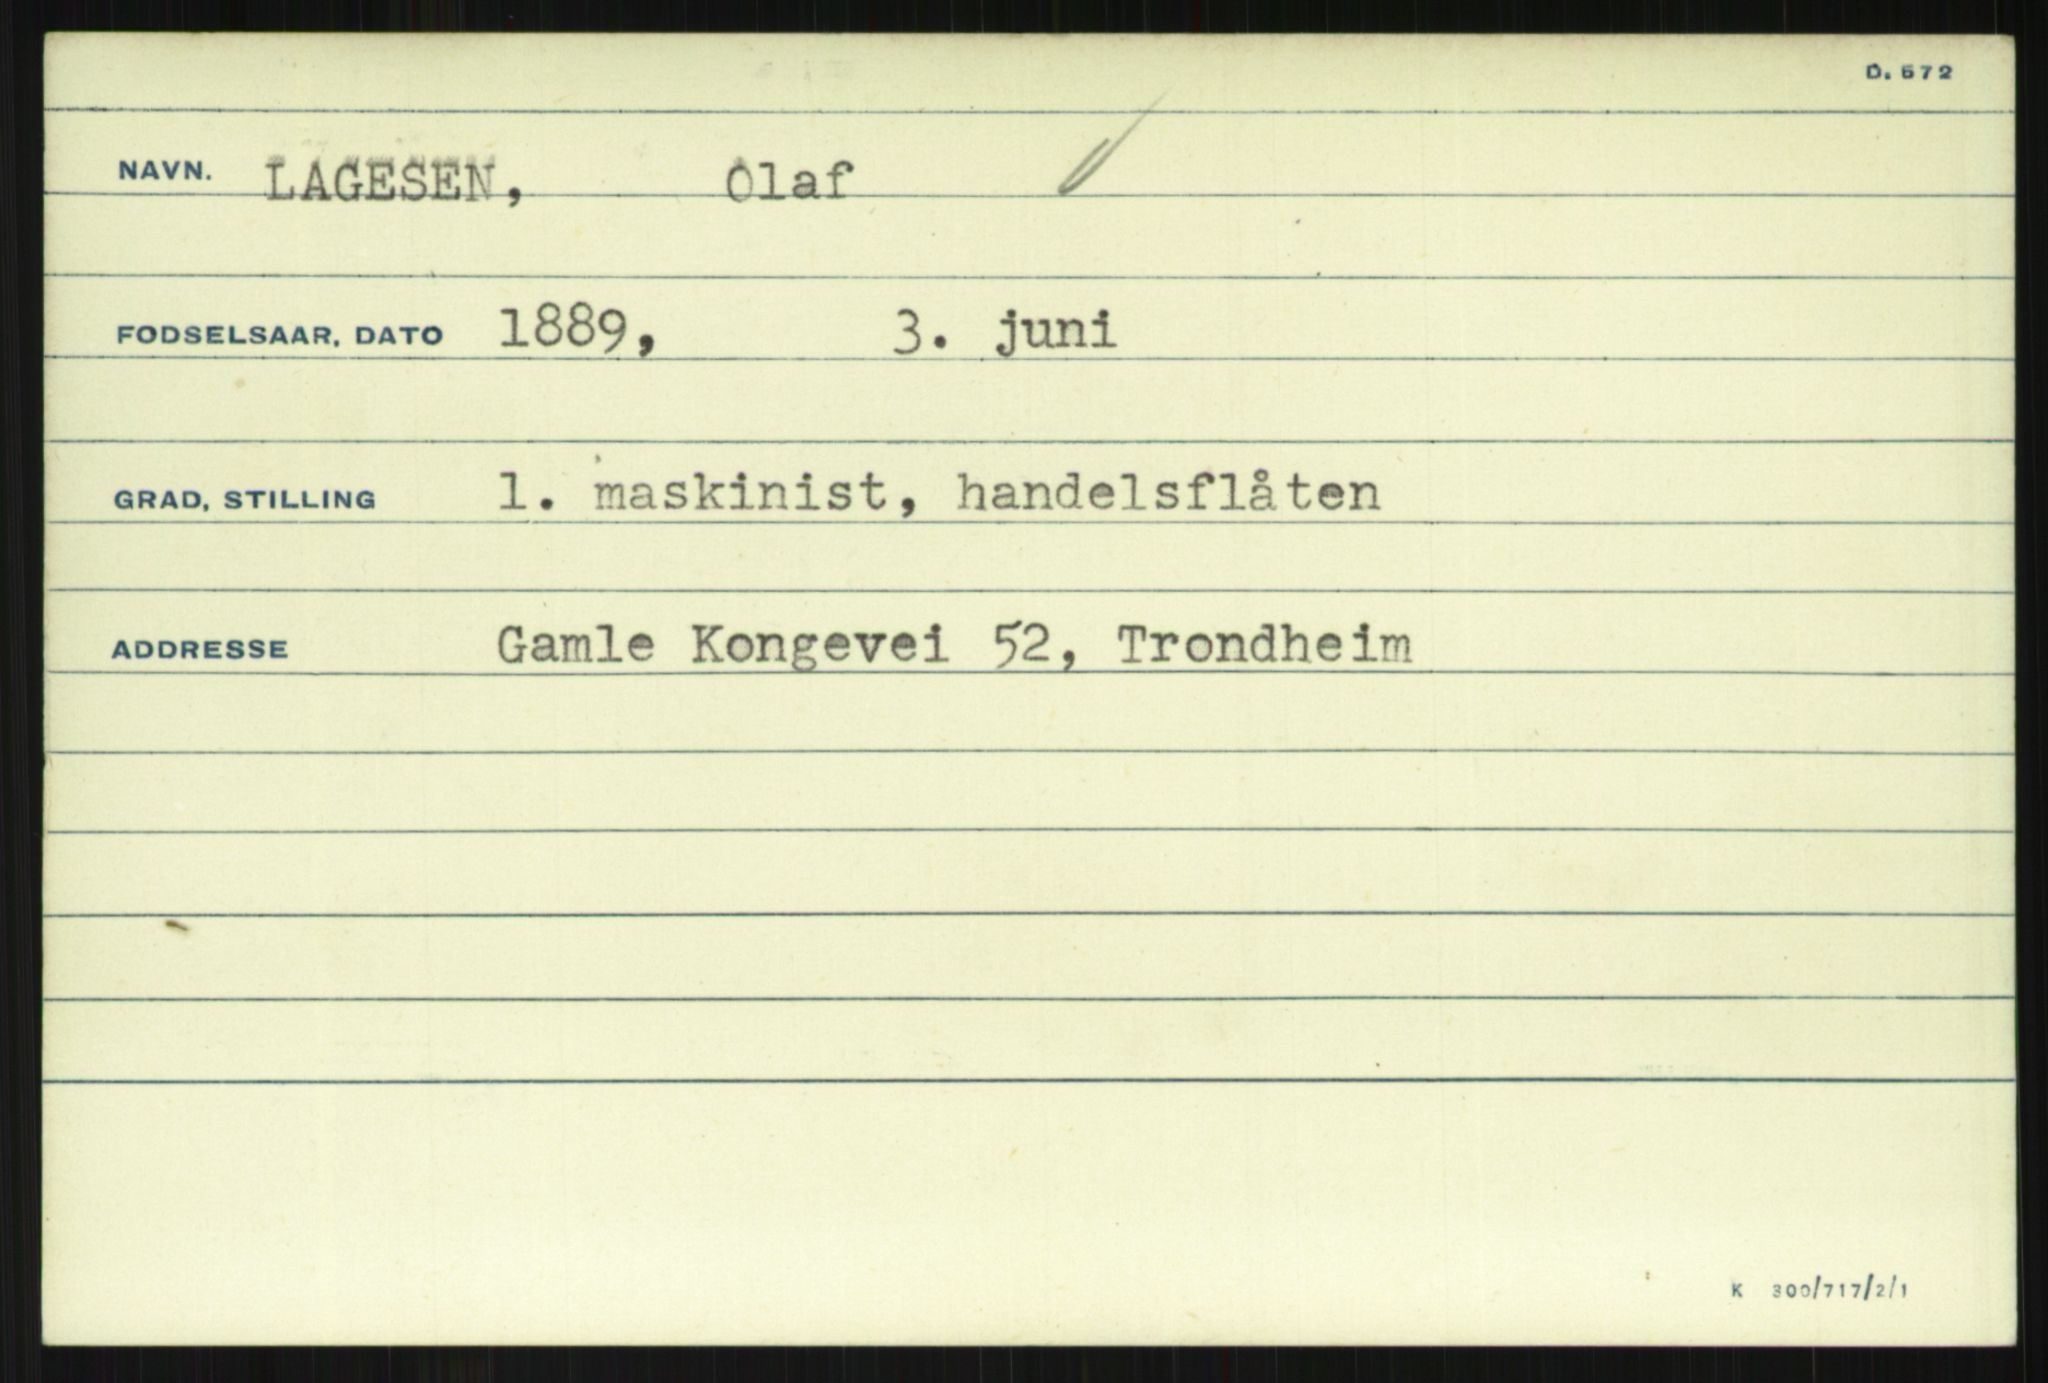 D. 572
NAVN. LAGESEN, Olaf
FODSELSAAR, DATO 1889, 3. juni
GRAD, STILLING 1. maskinist, handelsflåten
ADDRESSE Gamle Kongevei 52, Trondheim
K 300/717/2/1